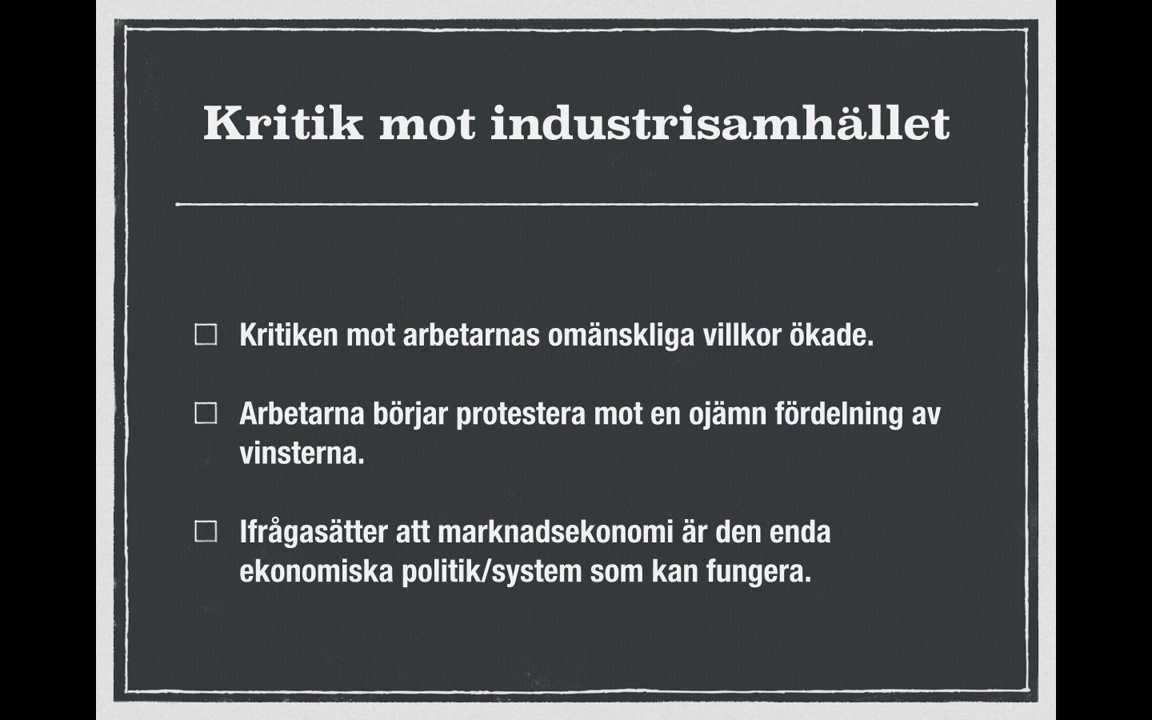 Kritik mot industrisamhället
Kritiken mot arbetarnas omänskliga villkor ökade.
Arbetarna börjar protestera mot en ojämn fördelning av
vinsterna.
Ifrågasätter att marknadsekonomi är den enda
ekonomiska politik/system som kan fungera.